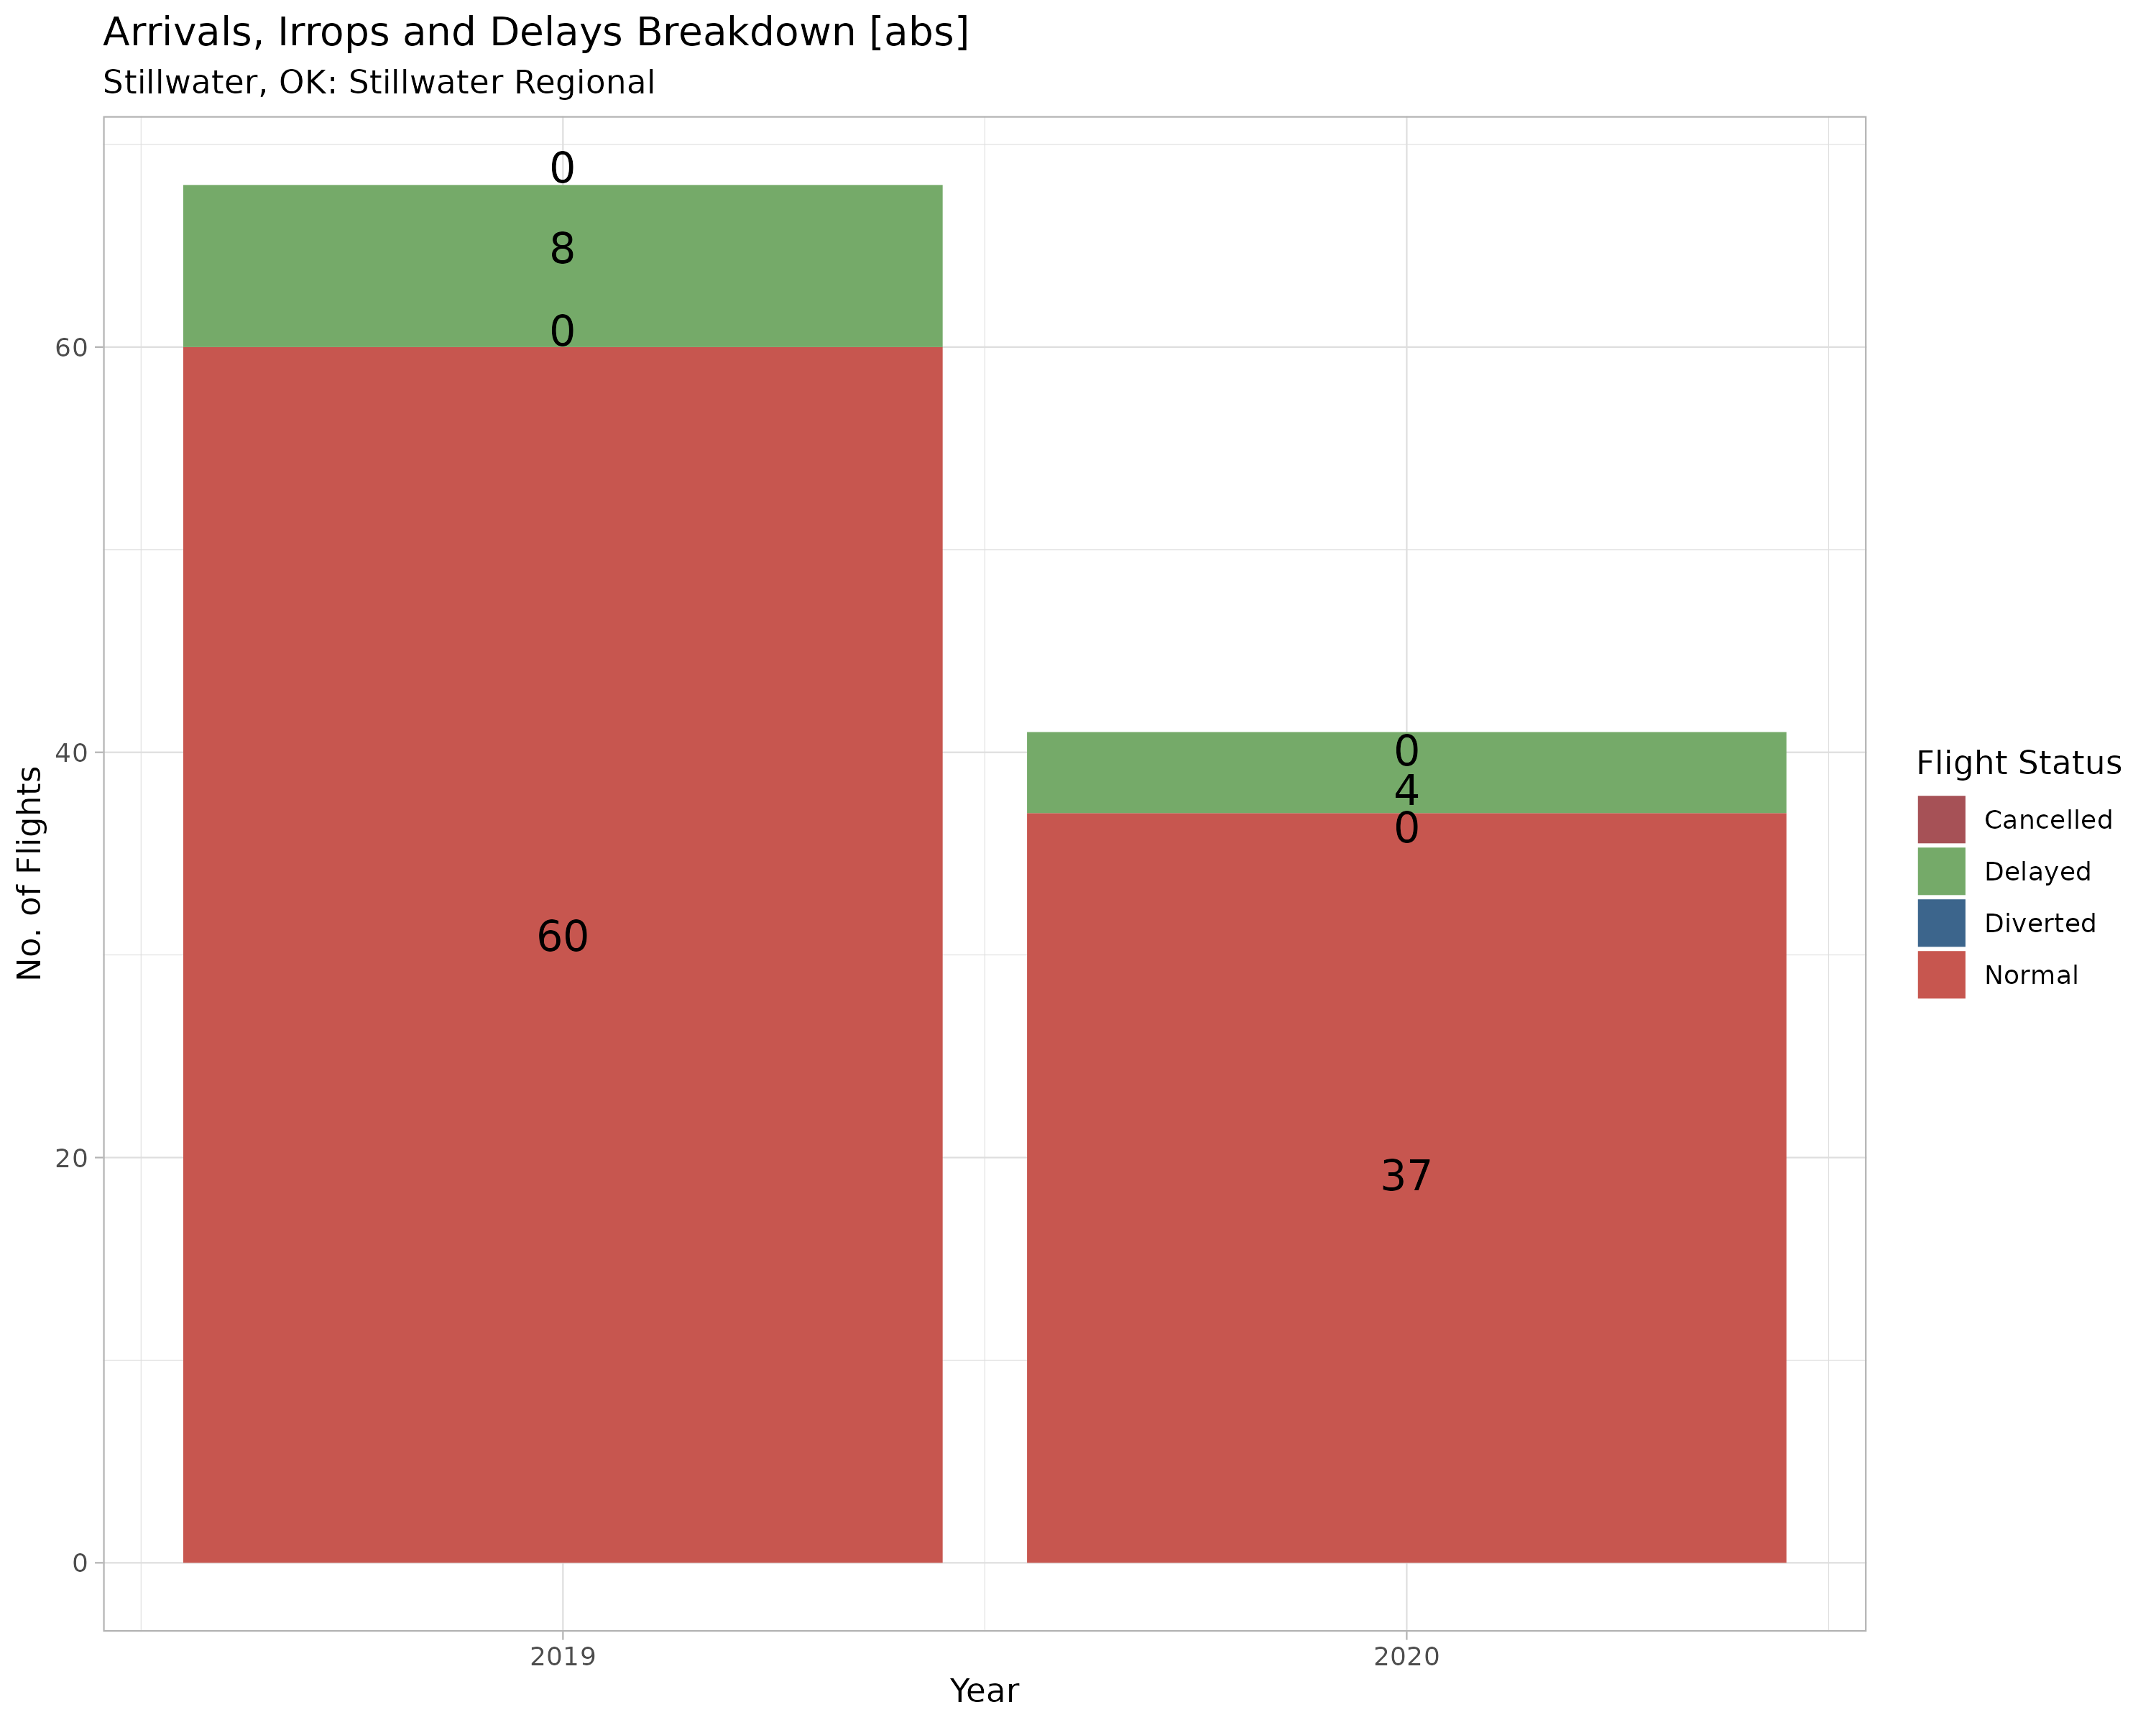 Arrivals, Irrops and Delays Breakdown [abs]
Stillwater, OK: Stillwater Regional
0
8
0
60
60
0
4
0
37
40
20
0
No. of Flights
2019
2020
Year
Flight Status
Cancelled
Delayed
Diverted
Normal